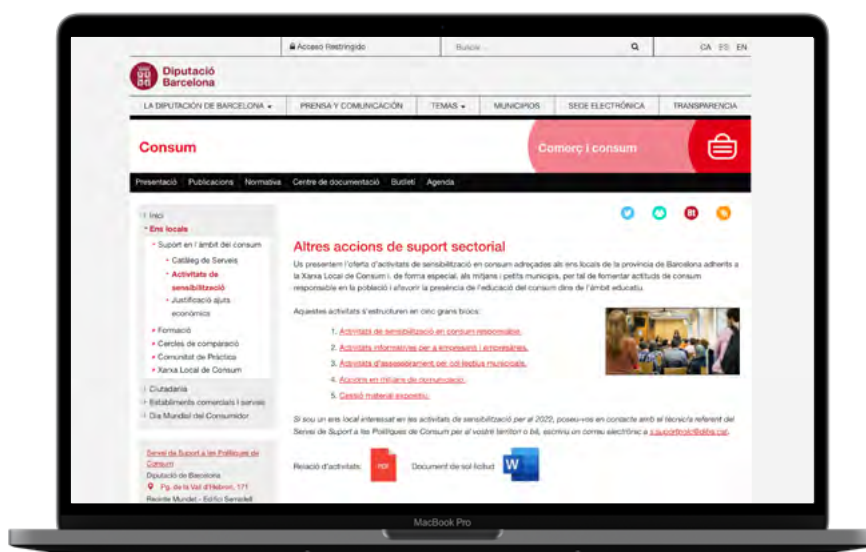 Acceso Restringido
Buscar
CA ES EN
Diputació
Barcelona
LA DIPUTACIÓN DE BARCELONA
PRENSA Y COMUNICACIÓN
TEMAS
MUNICIPIOS
SEDE ELECTRÓNICA
TRANSPARENCIA
Consum
Comerç i consum
Presentació Publicacions Normativa Centre de documentació Butlletí Agenda
Inici
Ens locals
Suport en l'àmbit del consum
Catàleg de Serveis
Activitats de
sensibilització
Justificació ajuts
econòmics
Formació
Cercles de comparació
Comunitat de Pràctica
Xarxa Local de Consum
Ciutadania
Establiments comercials i serveis
Dia Mundial del Consumidor
Servei de Suport a les Polítiques de
Consum
Diputació de Barcelona
Pg. de la Vall d'Hebron, 171
Recinte Mundet - Edifici Serradell
Altres accions de suport sectorial
Us presentem l'oferta d'activitats de sensibilització en consum adreçades als ens locals de la província de Barcelona adherits a
la Xarxa Local de Consum i, de forma especial, als mitjans i petits municipis, per tal de fomentar actituds de consum
responsable en la població i afavorir la presència de l'educació del consum dins de l'àmbit educatiu.
Aquestes activitats s'estructuren en cinc grans blocs:
1. Activitats de sensibilització en consum responsable.
2. Activitats informatives per a empresaris i empresàries.
3. Activitats d'assessorament per col·lectius municipals.
4. Accions en mitjans de comunicació.
5. Cessió material expositiu.
Si sou un ens local interessat en les activitats de sensibilització per al 2022, poseu-vos en contacte amb el tècnic/a referent del
Servei de Suport a les Polítiques de Consum per al vostre territori o bé, escriviu un correu electrònic a
Relació d'activitats:
PDF
Document de sol·licitud
W
MacBook Pro